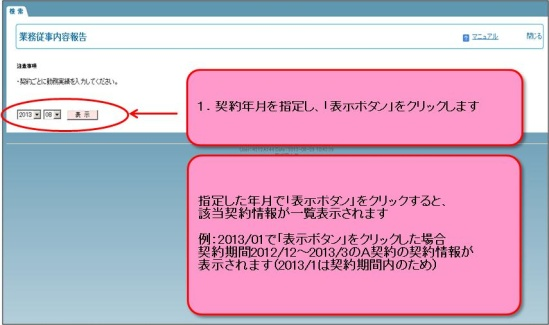 検索
業務従事内容報告
? マニュアル 閉じる
注意事項
・契約ごとに勤務実績を入力してください。
2013 08 表示
1. 契約年月を指定し、「表示ボタン」をクリックします
指定した年月で「表示ボタン」をクリックすると、
該当契約情報が一覧表示されます
例：2013/01で「表示ボタン」をクリックした場合
契約期間2012/12～2013/3のA契約の契約情報が
表示されます(2013/1は契約期間内のため)